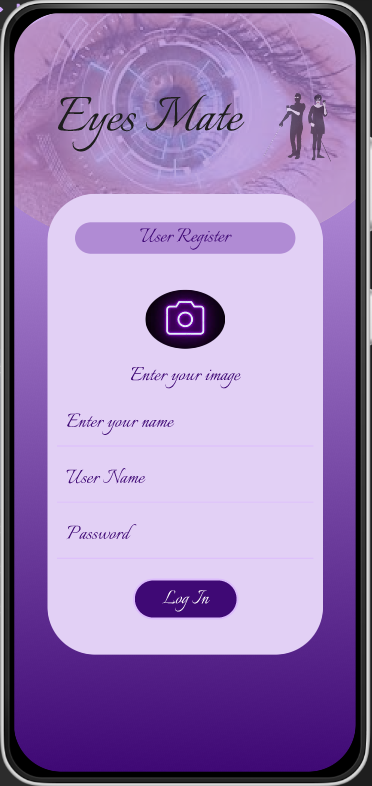 Eyes Mate
User Register
Enter your image
Enter your name
User Name
Password
Log In